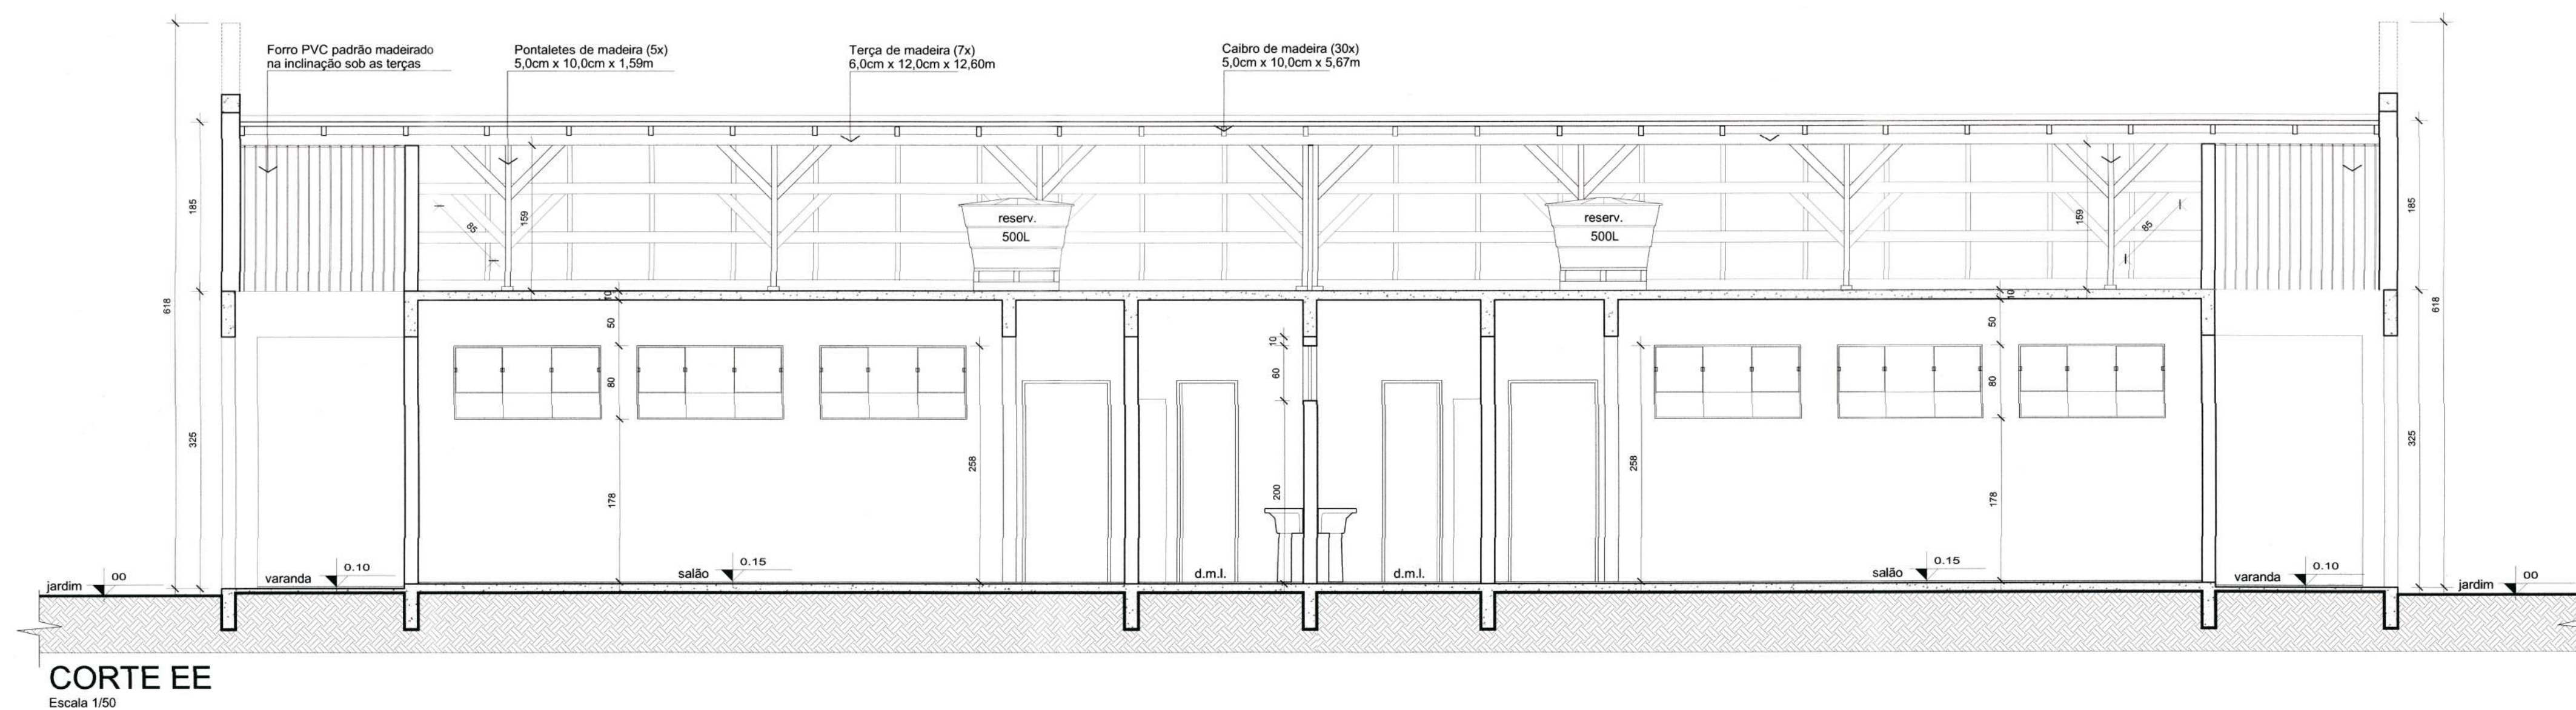 Forro PVC padrão madeirado
na inclinação sob as terças
Pontaletes de madeira (5x)
5,0cm x 10,0cm x 1,59m
Terça de madeira (7x)
6,0cm x 12,0cm x 12,60m
Caibro de madeira (30x)
5,0cm x 10,0cm x 5,67m
618
185
325
85
159
reserv.
500L
reserv.
500L
159
85
185
618
325
10
50
80
178
258
10
60
200
258
10
50
80
178
jardim
00
varanda
0.10
salão
0.15
d.m.l.
d.m.l.
salão
0.15
varanda
0.10
jardim
00
CORTE EE
Escala 1/50